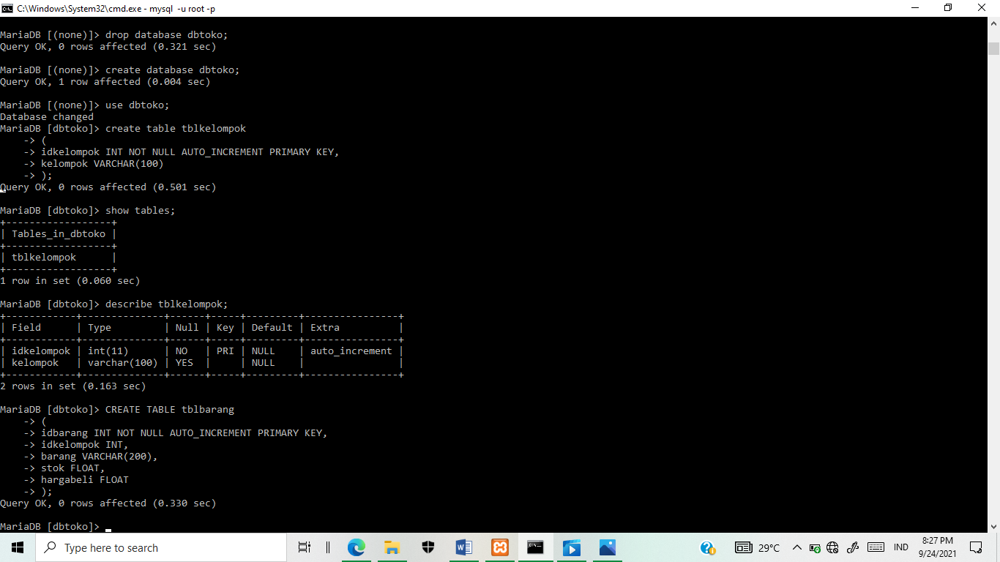 C:\Windows\System32\cmd.exe - mysql  -u root -p
MariaDB [(none)]> drop database dbtoko;
Query OK, 0 rows affected (0.321 sec)
MariaDB [(none)]> create database dbtoko;
Query OK, 1 row affected (0.004 sec)
MariaDB [(none)]> use dbtoko;
Database changed
MariaDB [dbtoko]> create table tblkelompok
    -> (
    -> idkelompok INT NOT NULL AUTO_INCREMENT PRIMARY KEY,
    -> kelompok VARCHAR(100)
    -> );
Query OK, 0 rows affected (0.501 sec)
MariaDB [dbtoko]> show tables;
+------------------+
| Tables_in_dbtoko |
+------------------+
| tblkelompok      |
+------------------+
1 row in set (0.060 sec)
MariaDB [dbtoko]> describe tblkelompok;
+------------+--------------+------+-----+---------+----------------+
| Field      | Type         | Null | Key | Default | Extra          |
+------------+--------------+------+-----+---------+----------------+
| idkelompok | int(11)      | NO   | PRI | NULL    | auto_increment |
| kelompok   | varchar(100) | YES  |     | NULL    |                |
+------------+--------------+------+-----+---------+----------------+
2 rows in set (0.163 sec)
MariaDB [dbtoko]> CREATE TABLE tblbarang
    -> (
    -> idbarang INT NOT NULL AUTO_INCREMENT PRIMARY KEY,
    -> idkelompok INT,
    -> barang VARCHAR(200),
    -> stok FLOAT,
    -> hargabeli FLOAT
    -> );
Query OK, 0 rows affected (0.330 sec)
MariaDB [dbtoko]>
Type here to search
29°C
IND
8:27 PM
9/24/2021